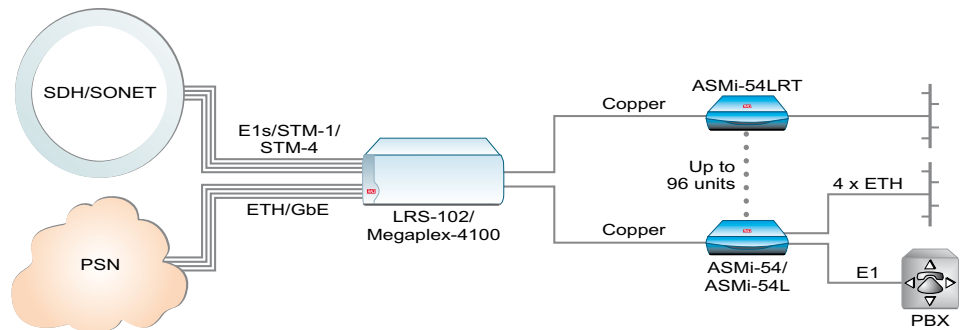 SDH/SONET
E1s/STM-1/
STM-4
ETH/GbE
PSN
LRS-102/
Megaplex-4100
Copper
ASMi-54LRT
Up to
96 units
4 x ETH
Copper
ASMi-54/
ASMi-54L
E1
PBX